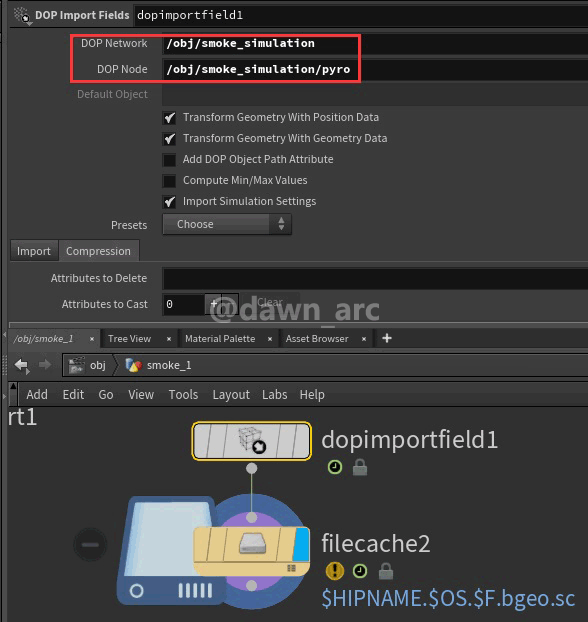 DOP Import Fields dopimportfield1
DOP Network /obj/smoke_simulation
DOP Node /obj/smoke_simulation/pyro
Default Object
Transform Geometry With Position Data
Transform Geometry With Geometry Data
Add DOP Object Path Attribute
Compute Min/Max Values
Import Simulation Settings
Presets Choose
Import Compression
Attributes to Delete
Attributes to Cast 0 + - Clear
@dawn_arc
/obj/smoke_1 × Tree View × Material Palette × Asset Browser × +
obj smoke_1
Add Edit Go View Tools Layout Labs Help
rt1
dopimportfield1
filecache2
$HIPNAME.$OS.$F.bgeo.sc